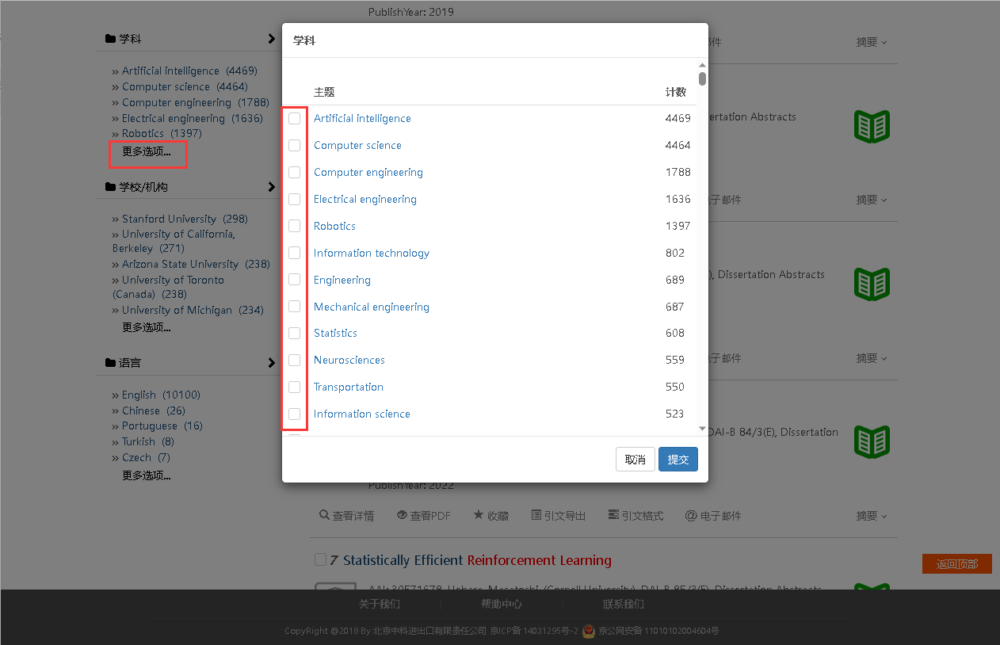 PublishYear: 2019
学科
» Artificial intelligence (4469)
» Computer science (4464)
» Computer engineering (1788)
» Electrical engineering (1636)
» Robotics (1397)
更多选项...
学校/机构
» Stanford University (298)
» University of California,
Berkeley (271)
» Arizona State University (238)
» University of Toronto
(Canada) (238)
» University of Michigan (234)
更多选项...
语言
» English (10100)
» Chinese (26)
» Portuguese (16)
» Turkish (8)
» Czech (7)
更多选项...
学科
主题 计数
Artificial intelligence 4469
Computer science 4464
Computer engineering 1788
Electrical engineering 1636
Robotics 1397
Information technology 802
Engineering 689
Mechanical engineering 687
Statistics 608
Neurosciences 559
Transportation 550
Information science 523
取消 提交
邮件 摘要
ertation Abstracts
电子邮件 摘要
), Dissertation Abstracts
电子邮件 摘要
DAI-B 84/3(E), Dissertation
PublishYear: 2022
查看详情 查看PDF 收藏 引文导出 引文格式 @ 电子邮件 摘要
7 Statistically Efficient Reinforcement Learning
返回顶部
关于我们 | 帮助中心 | 联系我们
CopyRight @2018 By 北京中科进出口有限责任公司 京ICP备 14031295号-2 京公网安备 11010102004604号